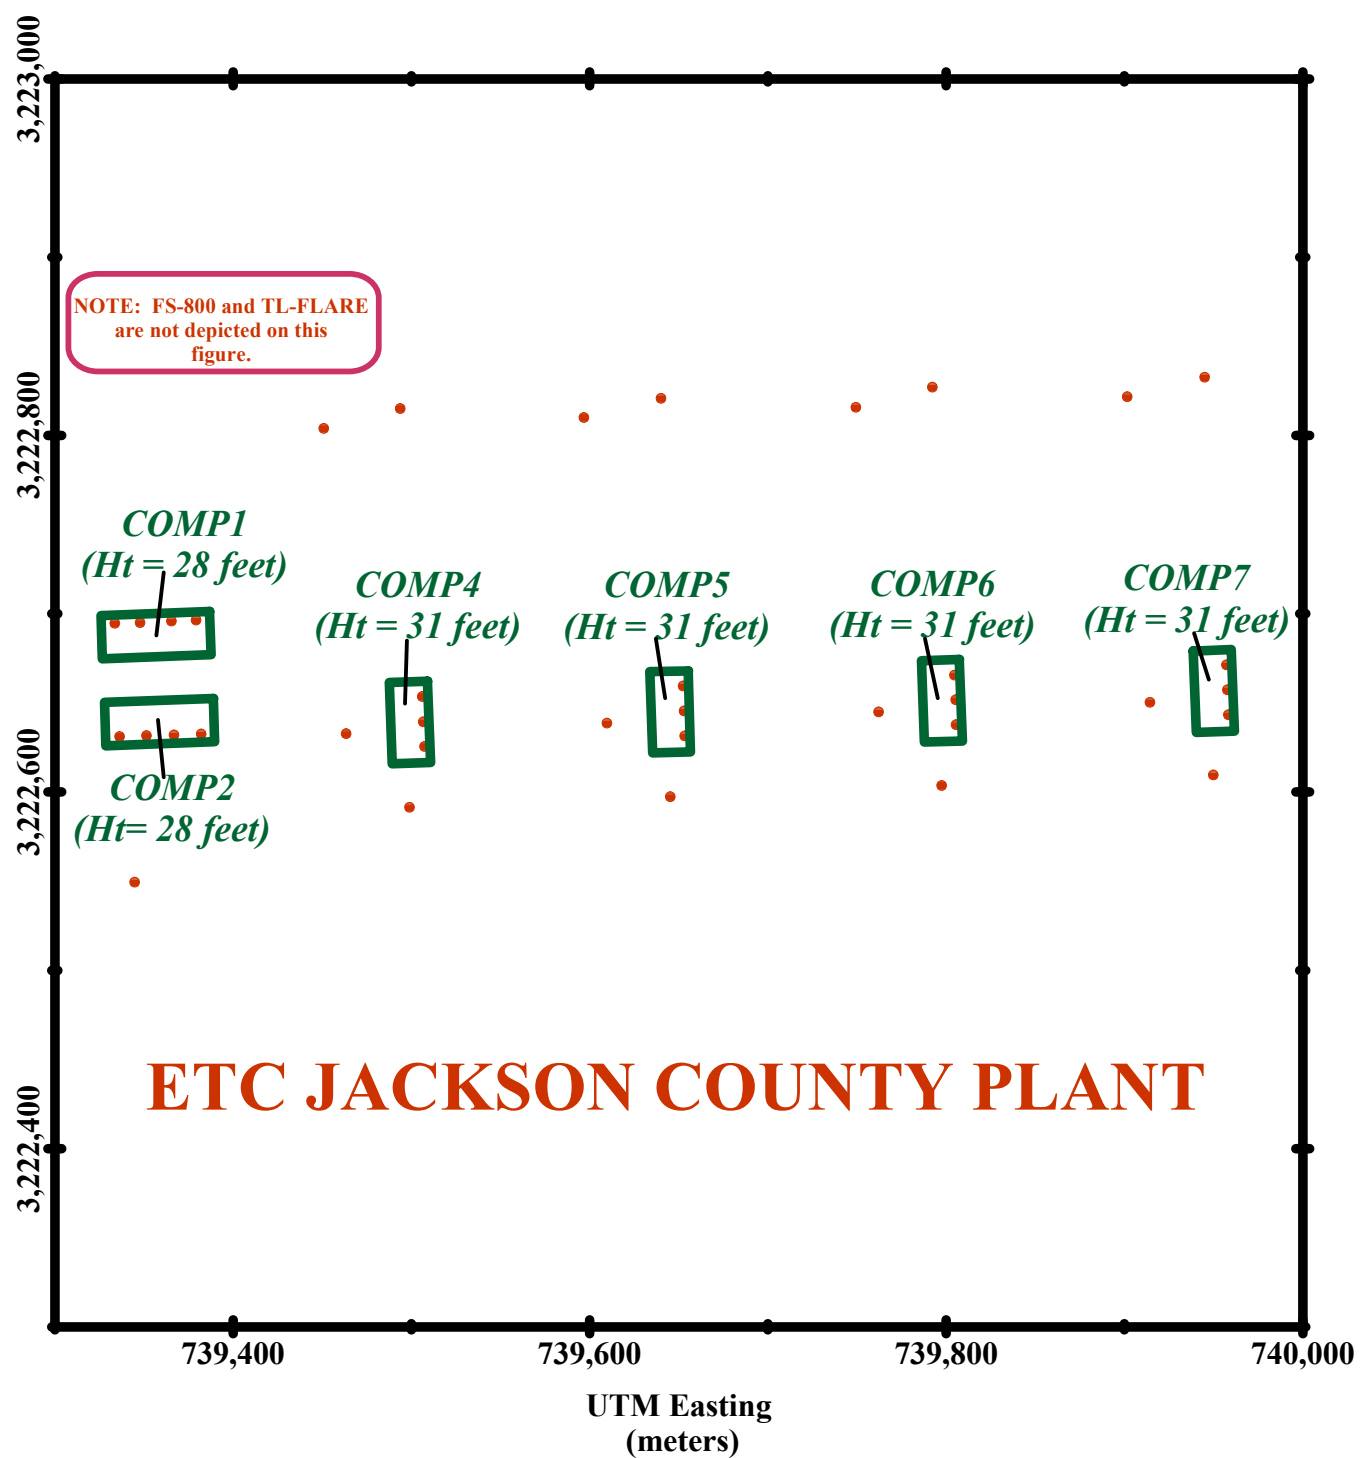 3,223,000
NOTE:  FS-800 and TL-FLARE
are not depicted on this
figure.
3,222,800
COMP1
(Ht = 28 feet)
COMP4
(Ht = 31 feet)
COMP5
(Ht = 31 feet)
COMP6
(Ht = 31 feet)
COMP7
(Ht = 31 feet)
3,222,600
COMP2
(Ht= 28 feet)
ETC JACKSON COUNTY PLANT
3,222,400
739,400
739,600
739,800
740,000
UTM Easting
(meters)